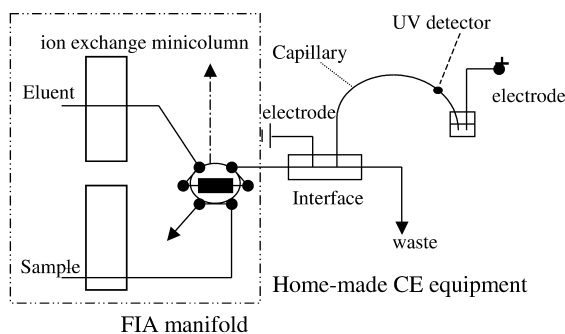 UV detector
ion exchange minicolumn
Capillary
Eluent
electrode
electrode
Interface
waste
Sample
Home-made CE equipment
FIA manifold